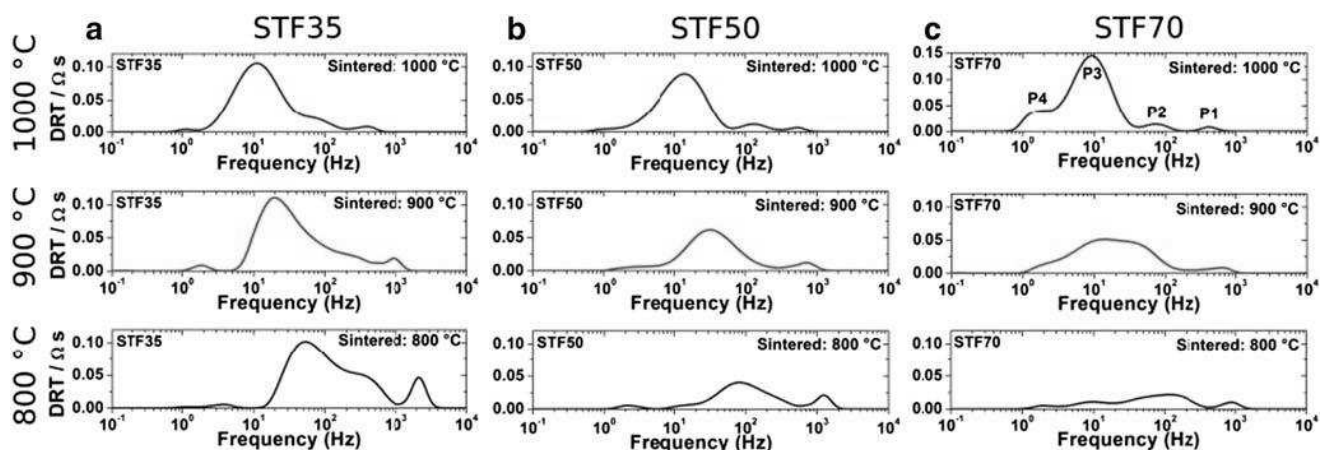 a STF35 b STF50 c STF70
1000 °C
DRT / Ω s
STF35 Sintered: 1000 °C
0.10
0.05
0.00
10⁻¹ 10⁰ 10¹ 10² 10³ 10⁴
Frequency (Hz)
STF50 Sintered: 1000 °C
0.10
0.05
0.00
10⁻¹ 10⁰ 10¹ 10² 10³ 10⁴
Frequency (Hz)
STF70 Sintered: 1000 °C
0.15
0.10
0.05
0.00
P4 P3 P2 P1
10⁻¹ 10⁰ 10¹ 10² 10³ 10⁴
Frequency (Hz)
900 °C
DRT / Ω s
STF35 Sintered: 900 °C
0.10
0.05
0.00
10⁻¹ 10⁰ 10¹ 10² 10³ 10⁴
Frequency (Hz)
STF50 Sintered: 900 °C
0.10
0.05
0.00
10⁻¹ 10⁰ 10¹ 10² 10³ 10⁴
Frequency (Hz)
STF70 Sintered: 900 °C
0.10
0.05
0.00
10⁻¹ 10⁰ 10¹ 10² 10³ 10⁴
Frequency (Hz)
800 °C
DRT / Ω s
STF35 Sintered: 800 °C
0.10
0.05
0.00
10⁻¹ 10⁰ 10¹ 10² 10³ 10⁴
Frequency (Hz)
STF50 Sintered: 800 °C
0.10
0.05
0.00
10⁻¹ 10⁰ 10¹ 10² 10³ 10⁴
Frequency (Hz)
STF70 Sintered: 800 °C
0.10
0.05
0.00
10⁻¹ 10⁰ 10¹ 10² 10³ 10⁴
Frequency (Hz)